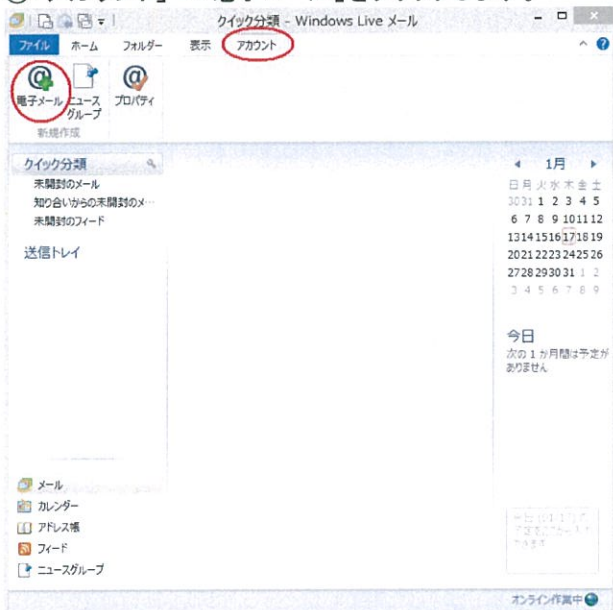 クイック分類 - Windows Live メール
ファイル ホーム フォルダー 表示 アカウント
電子メール ニュースグループ プロパティ
新規作成
クイック分類
未開封のメール
知り合いからの未開封のメ…
未開封のフィード
送信トレイ
メール
カレンダー
アドレス帳
フィード
ニュースグループ
1月
日 月 火 水 木 金 土
30 31 1 2 3 4 5
6 7 8 9 10 11 12
13 14 15 16 17 18 19
20 21 22 23 24 25 26
27 28 29 30 31 1 2
3 4 5 6 7 8 9
今日
次の 1 か月間は予定が
ありません
オンライン作業中